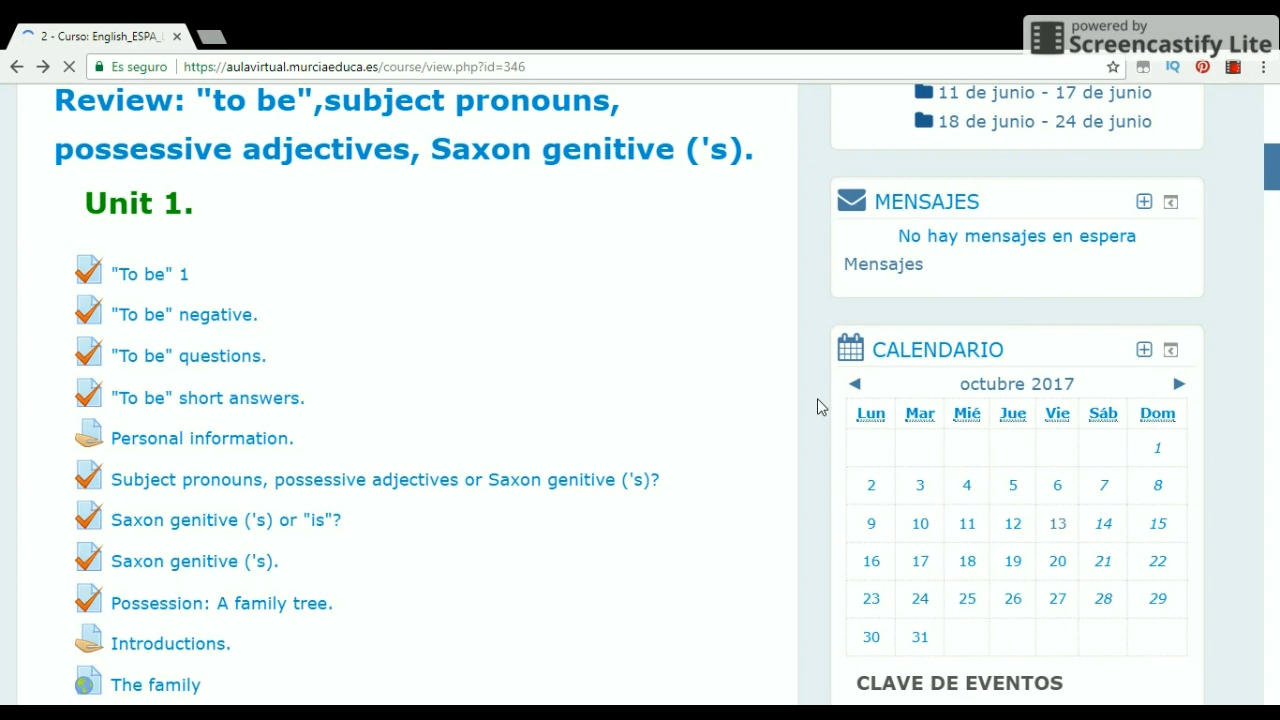 powered by
Screencastify Lite
2 - Curso: English_ESPA_
Es seguro
https://aulavirtual.murciaeduca.es/course/view.php?id=346
IQ
Review: "to be",subject pronouns,
possessive adjectives, Saxon genitive ('s).
Unit 1.
"To be" 1
"To be" negative.
"To be" questions.
"To be" short answers.
Personal information.
Subject pronouns, possessive adjectives or Saxon genitive ('s)?
Saxon genitive ('s) or "is"?
Saxon genitive ('s).
Possession: A family tree.
Introductions.
The family
11 de junio - 17 de junio
18 de junio - 24 de junio
MENSAJES
No hay mensajes en espera
Mensajes
CALENDARIO
octubre 2017
Lun Mar Mié Jue Vie Sáb Dom
1
2 3 4 5 6 7 8
9 10 11 12 13 14 15
16 17 18 19 20 21 22
23 24 25 26 27 28 29
30 31
CLAVE DE EVENTOS